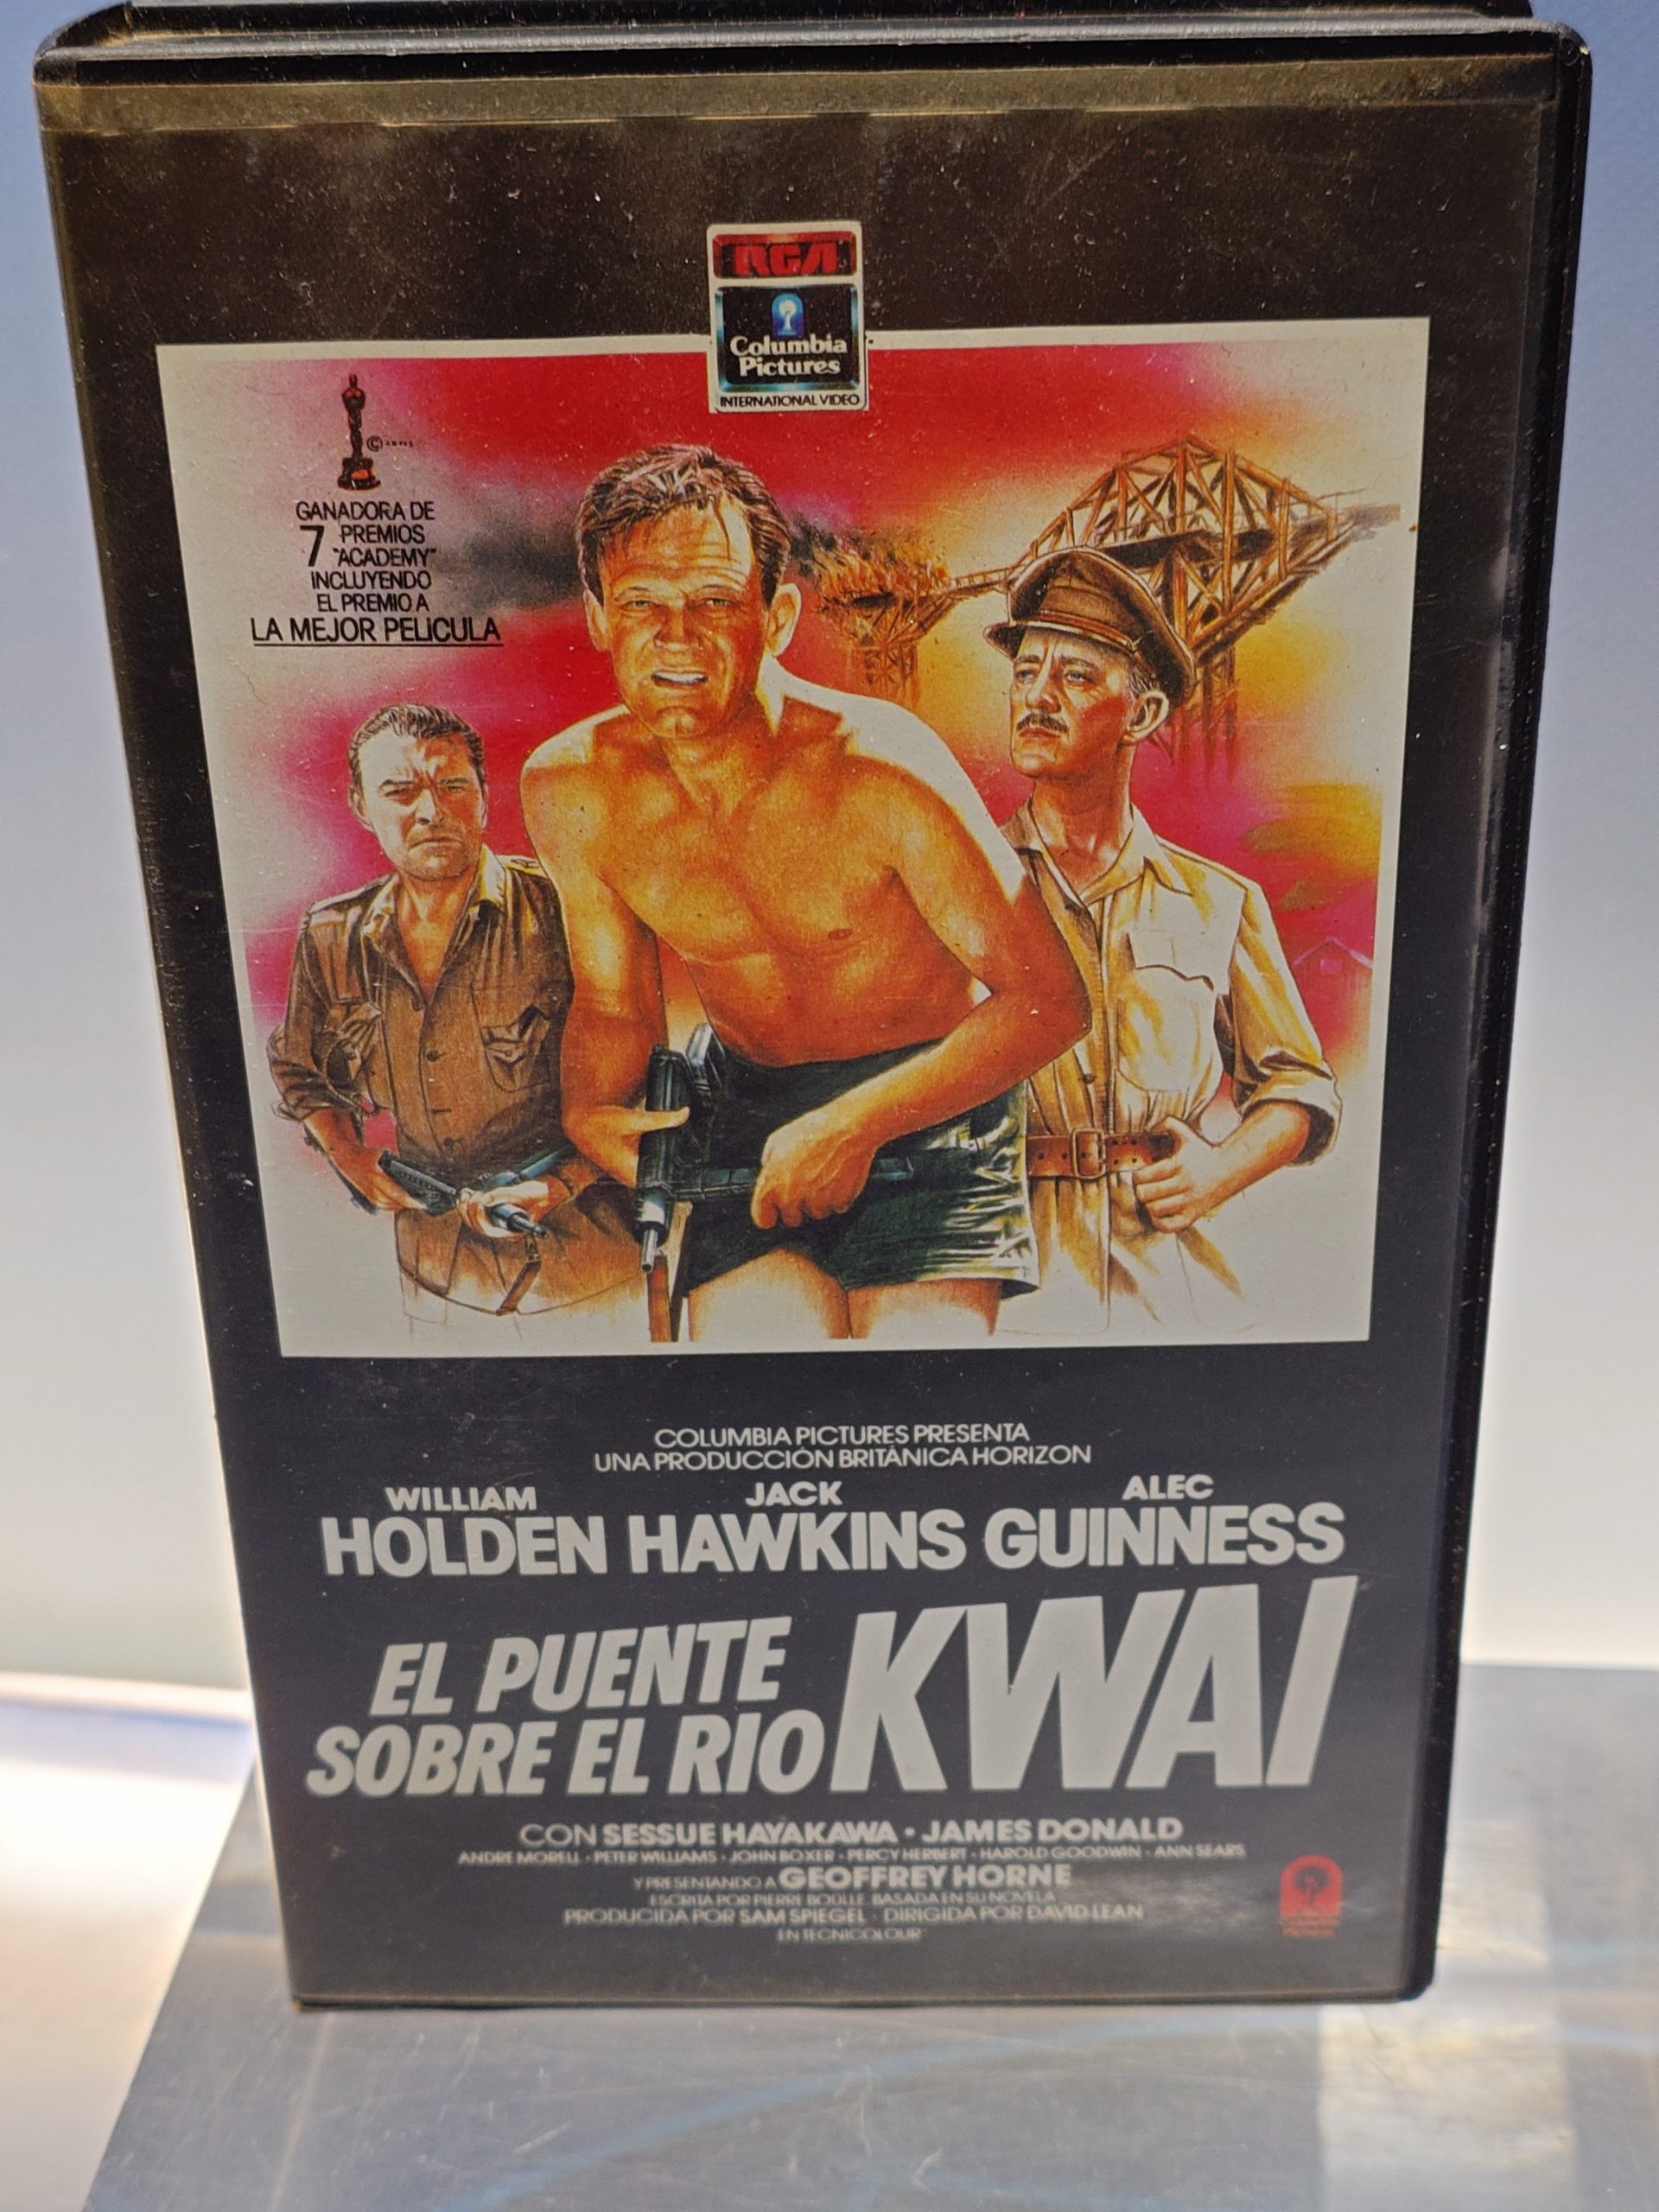 RCA
Columbia
Pictures
INTERNATIONAL VIDEO
GANADORA DE
7 PREMIOS
"ACADEMY"
INCLUYENDO
EL PREMIO A
LA MEJOR PELICULA
COLUMBIA PICTURES PRESENTA
UNA PRODUCCIÓN BRITÁNICA HORIZON
WILLIAM JACK ALEC
HOLDEN HAWKINS GUINNESS
EL PUENTE
SOBRE EL RIO KWAI
CON SESSUE HAYAKAWA • JAMES DONALD
ANDRE MORELL • PETER WILLIAMS • JOHN BOXER • PERCY HERBERT • HAROLD GOODWIN • ANN SEARS
Y PRESENTANDO A GEOFFREY HORNE
ESCRITA POR PIERRE BOULLE, BASADA EN SU NOVELA
PRODUCIDA POR SAM SPIEGEL • DIRIGIDA POR DAVID LEAN
EN TECNICOLOUR